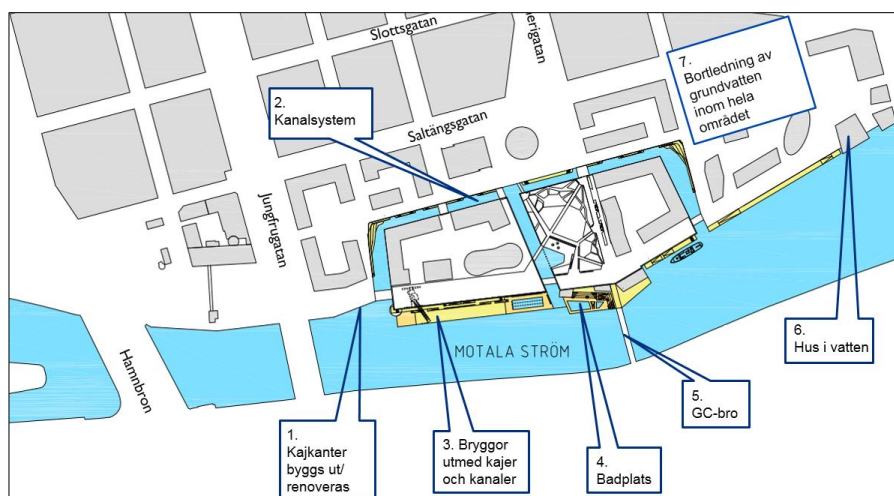 Slottsgatan
erigatan
7.
Bortledning av
grundvatten
inom hela
området
2.
Kanalsystem
Saltängsgatan
Jungfrugatan
6.
Hus i vatten
MOTALA STRÖM
Hamnbron
5.
GC-bro
1.
Kajkanter
byggs ut/
renoveras
3. Bryggor
utmed kajer
och kanaler
4.
Badplats